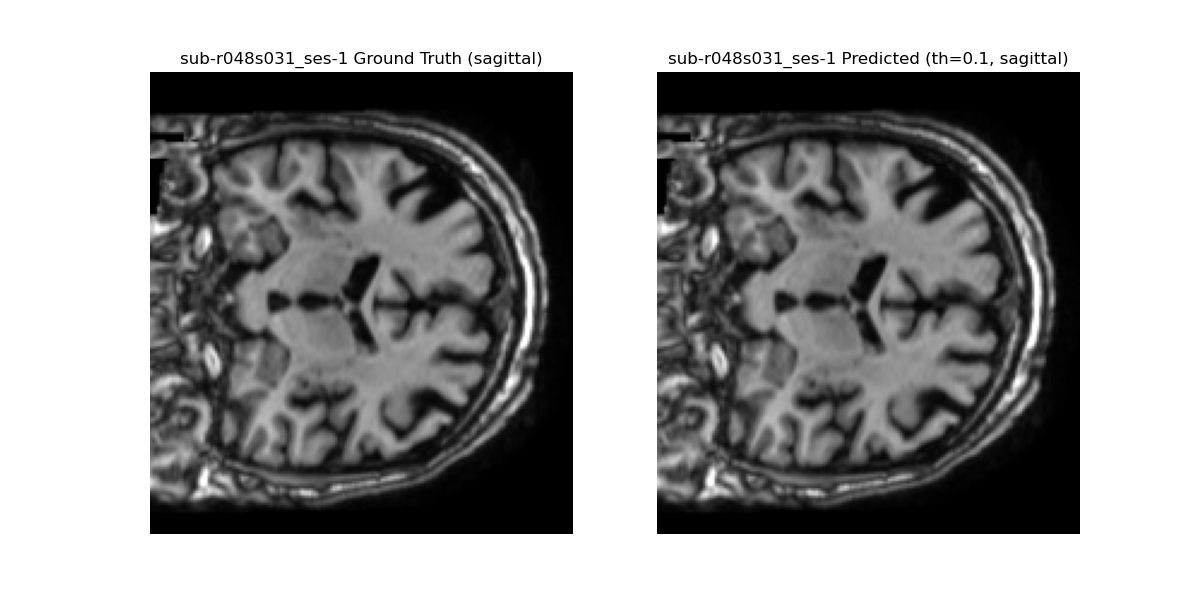 sub-r048s031_ses-1 Ground Truth (sagittal)
sub-r048s031_ses-1 Predicted (th=0.1, sagittal)